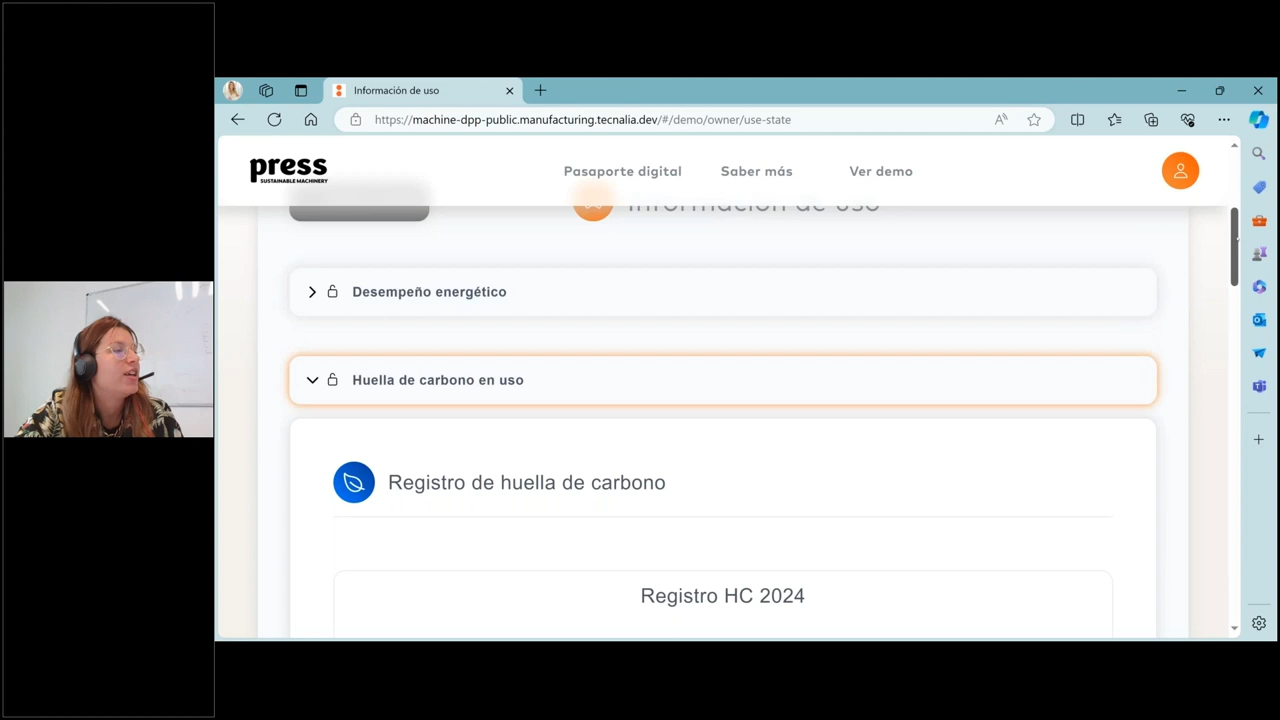 Información de uso
https://machine-dpp-public.manufacturing.tecnalia.dev/#/demo/owner/use-state
press
SUSTAINABLE MACHINERY
Pasaporte digital
Saber más
Ver demo
Información de uso
Desempeño energético
Huella de carbono en uso
Registro de huella de carbono
Registro HC 2024